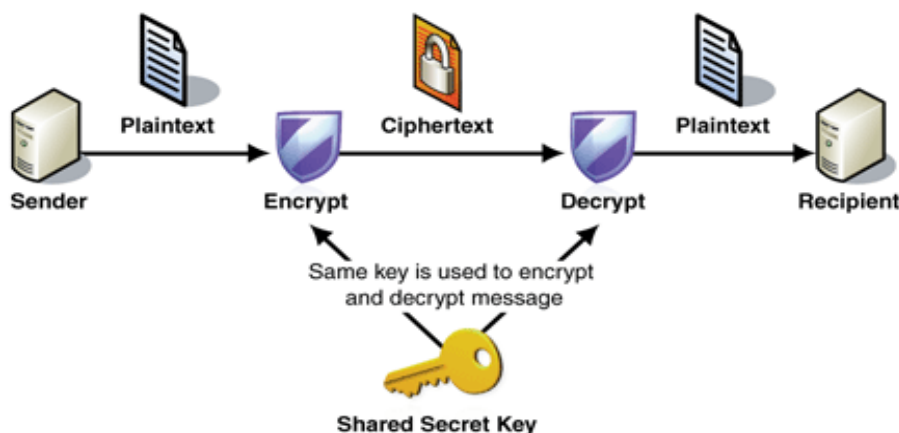 Plaintext
Ciphertext
Plaintext
Sender
Encrypt
Decrypt
Recipient
Same key is used to encrypt
and decrypt message
Shared Secret Key